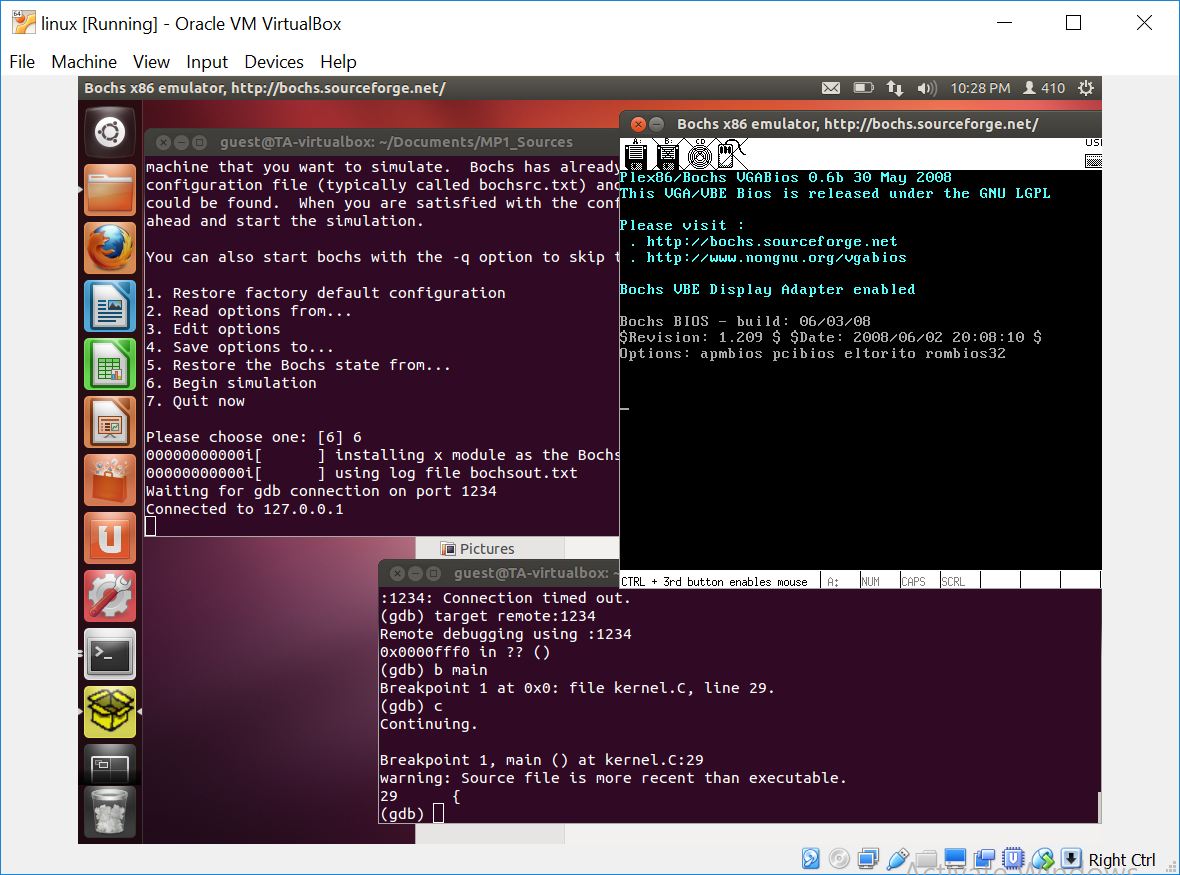 linux [Running] - Oracle VM VirtualBox
File Machine View Input Devices Help
Bochs x86 emulator, http://bochs.sourceforge.net/
10:28 PM 410
guest@TA-virtualbox: ~/Documents/MP1_Sources
machine that you want to simulate. Bochs has already
configuration file (typically called bochsrc.txt) and
could be found. When you are satisfied with the conf
ahead and start the simulation.
You can also start bochs with the -q option to skip t
1. Restore factory default configuration
2. Read options from...
3. Edit options
4. Save options to...
5. Restore the Bochs state from...
6. Begin simulation
7. Quit now
Please choose one: [6] 6
00000000000i[ ] installing x module as the Bochs
00000000000i[ ] using log file bochsout.txt
Waiting for gdb connection on port 1234
Connected to 127.0.0.1
Bochs x86 emulator, http://bochs.sourceforge.net/
A: B: CD
USI
Plex86/Bochs VGABios 0.6b 30 May 2008
This VGA/VBE Bios is released under the GNU LGPL
Please visit :
. http://bochs.sourceforge.net
. http://www.nongnu.org/vgabios
Bochs VBE Display Adapter enabled
Bochs BIOS - build: 06/03/08
$Revision: 1.209 $ $Date: 2008/06/02 20:08:10 $
Options: apmbios pcibios eltorito rombios32
CTRL + 3rd button enables mouse A: NUM CAPS SCRL
Pictures
guest@TA-virtualbox: ~
:1234: Connection timed out.
(gdb) target remote:1234
Remote debugging using :1234
0x0000fff0 in ?? ()
(gdb) b main
Breakpoint 1 at 0x0: file kernel.C, line 29.
(gdb) c
Continuing.
Breakpoint 1, main () at kernel.C:29
warning: Source file is more recent than executable.
29 {
(gdb)
Right Ctrl
Activate Windows